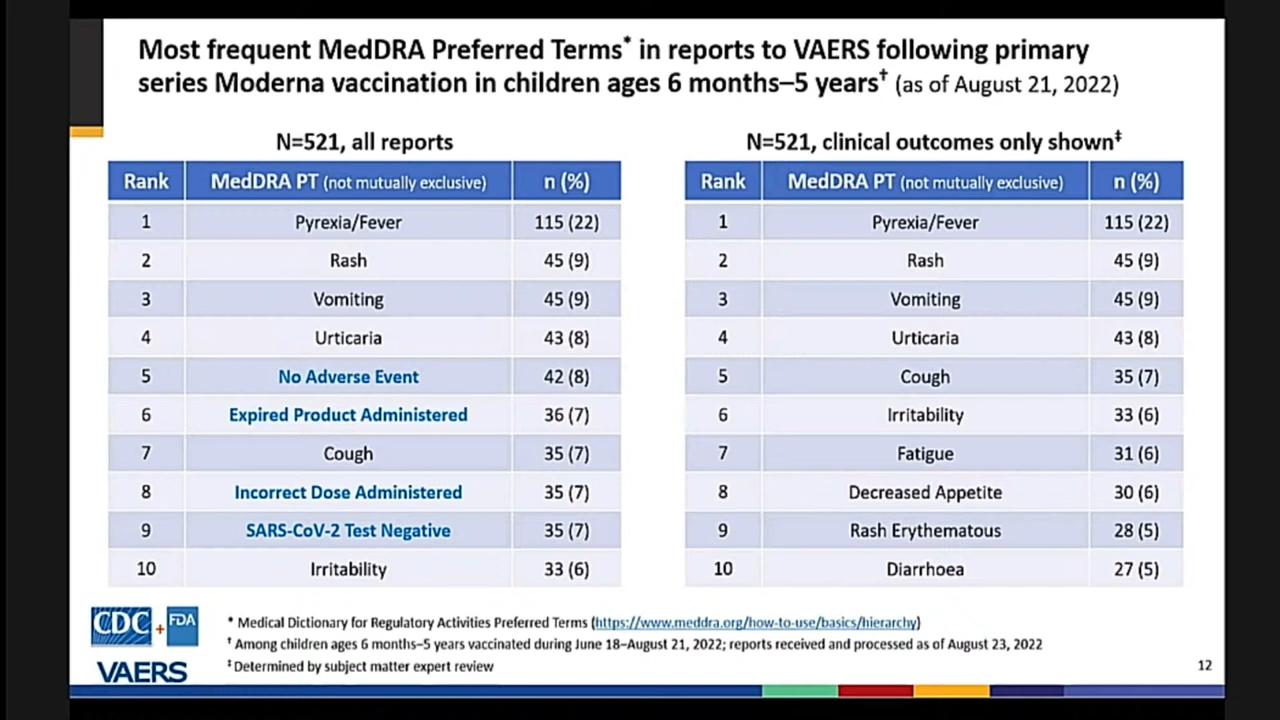 Most frequent MedDRA Preferred Terms* in reports to VAERS following primary
series Moderna vaccination in children ages 6 months–5 years† (as of August 21, 2022)
N=521, all reports
Rank MedDRA PT (not mutually exclusive) n (%)
1 Pyrexia/Fever 115 (22)
2 Rash 45 (9)
3 Vomiting 45 (9)
4 Urticaria 43 (8)
5 No Adverse Event 42 (8)
6 Expired Product Administered 36 (7)
7 Cough 35 (7)
8 Incorrect Dose Administered 35 (7)
9 SARS-CoV-2 Test Negative 35 (7)
10 Irritability 33 (6)
N=521, clinical outcomes only shown‡
Rank MedDRA PT (not mutually exclusive) n (%)
1 Pyrexia/Fever 115 (22)
2 Rash 45 (9)
3 Vomiting 45 (9)
4 Urticaria 43 (8)
5 Cough 35 (7)
6 Irritability 33 (6)
7 Fatigue 31 (6)
8 Decreased Appetite 30 (6)
9 Rash Erythematous 28 (5)
10 Diarrhoea 27 (5)
CDC + FDA
VAERS
* Medical Dictionary for Regulatory Activities Preferred Terms (https://www.meddra.org/how-to-use/basics/hierarchy)
† Among children ages 6 months–5 years vaccinated during June 18–August 21, 2022; reports received and processed as of August 23, 2022
‡ Determined by subject matter expert review
12